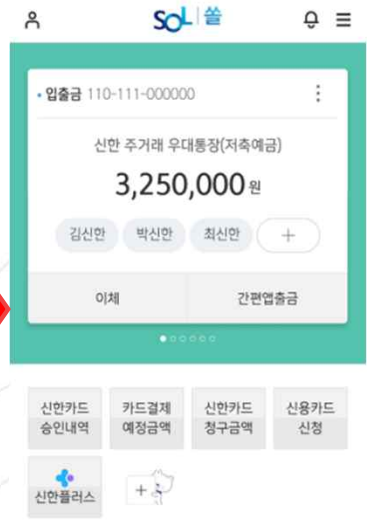 SOL 쏠
• 입출금 110-111-000000
신한 주거래 우대통장(저축예금)
3,250,000 원
김신한 박신한 최신한 +
이체 간편앱출금
신한카드 카드결제 신한카드 신용카드
승인내역 예정금액 청구금액 신청
신한플러스 +